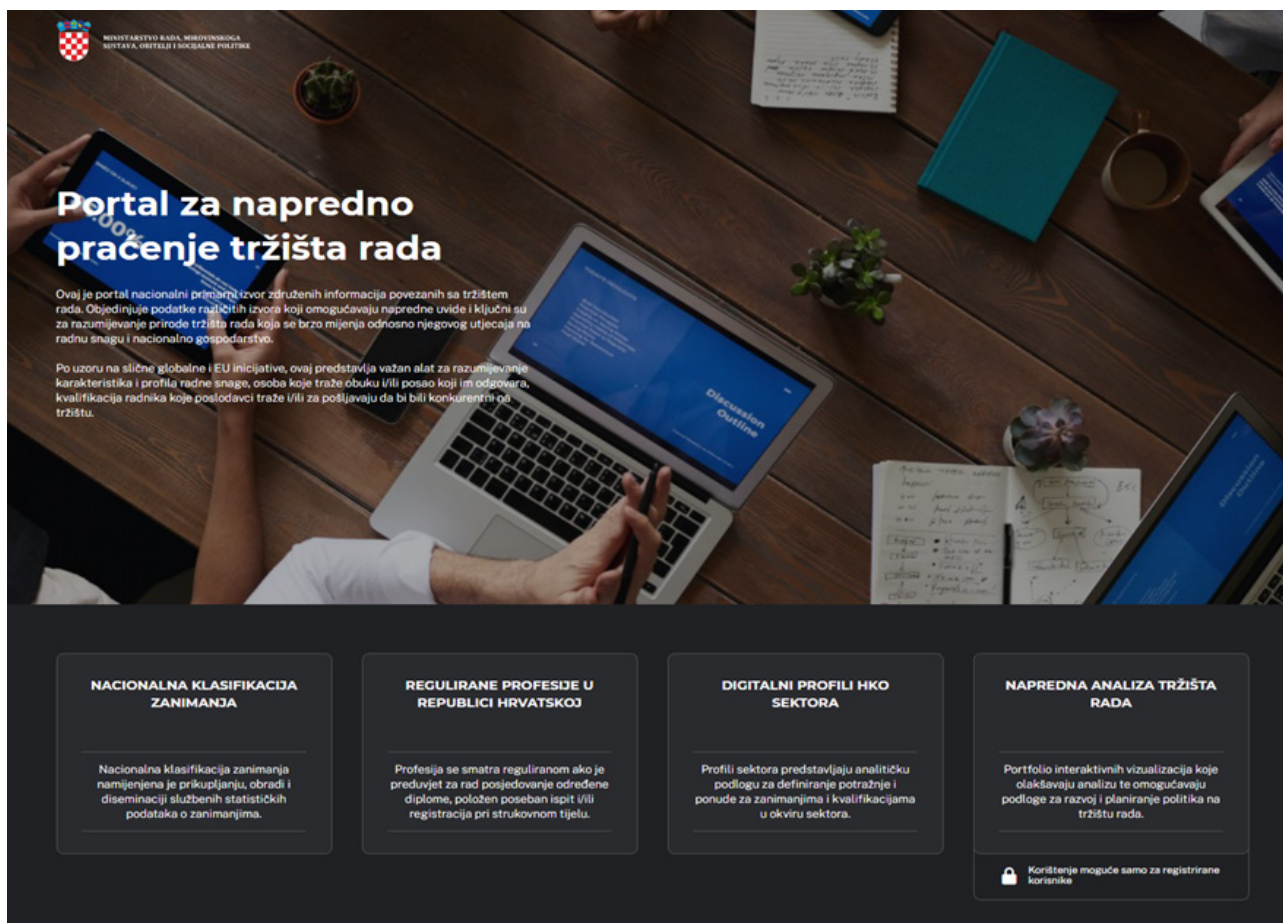 MINISTARSTVO RADA, MIROVINSKOGA
SUSTAVA, OBITELJI I SOCIJALNE POLITIKE
Portal za napredno
praćenje tržišta rada
Ovaj je portal nacionalni primarni izvor združenih informacija povezanih sa tržištem
rada. Objedinjuje podatke različitih izvora koji omogućavaju napredne uvide i ključni su
za razumijevanje prirode tržišta rada koja se brzo mijenja odnosno njegovog utjecaja na
radnu snagu i nacionalno gospodarstvo.
Po uzoru na slične globalne i EU inicijative, ovaj predstavlja važan alat za razumijevanje
karakteristika i profila radne snage, osoba koje traže obuku i/ili posao koji im odgovara,
kvalifikacija radnika koje poslodavci traže i/ili za pošljavaju da bi bili konkurentni na
tržištu.
Discussion
Outline
Discussion
Outline
NACIONALNA KLASIFIKACIJA
ZANIMANJA
Nacionalna klasifikacija zanimanja
namijenjena je prikupljanju, obradi i
diseminaciji službenih statističkih
podataka o zanimanjima.
REGULIRANE PROFESIJE U
REPUBLICI HRVATSKOJ
Profesija se smatra reguliranom ako je
preduvjet za rad posjedovanje određene
diplome, položen poseban ispit i/ili
registracija pri strukovnom tijelu.
DIGITALNI PROFILI HKO
SEKTORA
Profili sektora predstavljaju analitičku
podlogu za definiranje potražnje i
ponude za zanimanjima i kvalifikacijama
u okviru sektora.
NAPREDNA ANALIZA TRŽIŠTA
RADA
Portfolio interaktivnih vizualizacija koje
olakšavaju analizu te omogućavaju
podloge za razvoj i planiranje politika na
tržištu rada.
Korištenje moguće samo za registrirane
korisnike